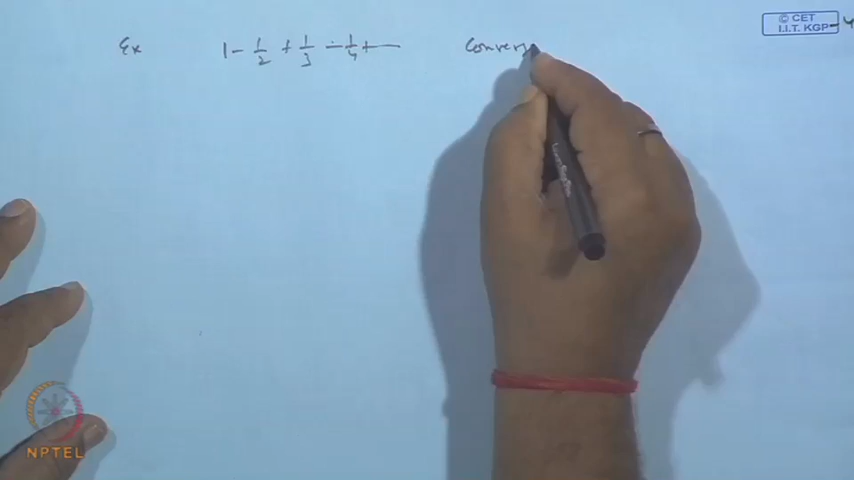 Ex 1 - 1/2 + 1/3 - 1/4 + — Converg
© CET
I.I.T. KGP
NPTEL